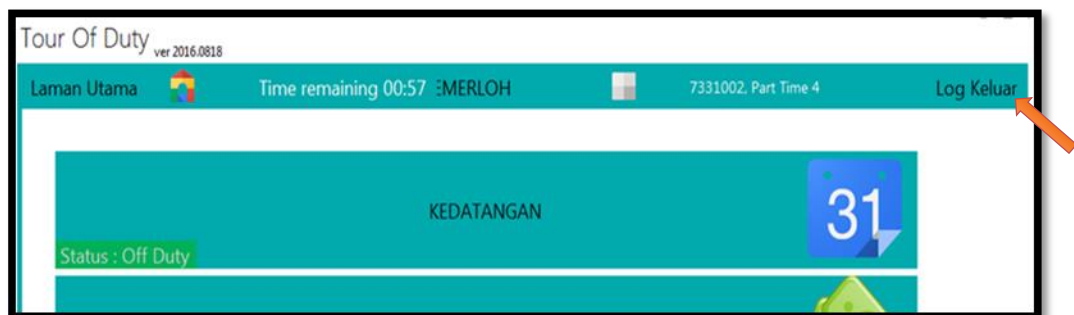 Tour Of Duty ver 2016.0818
Laman Utama Time remaining 00:57 EMERLOH 7331002, Part Time 4 Log Keluar
KEDATANGAN
31
Status : Off Duty